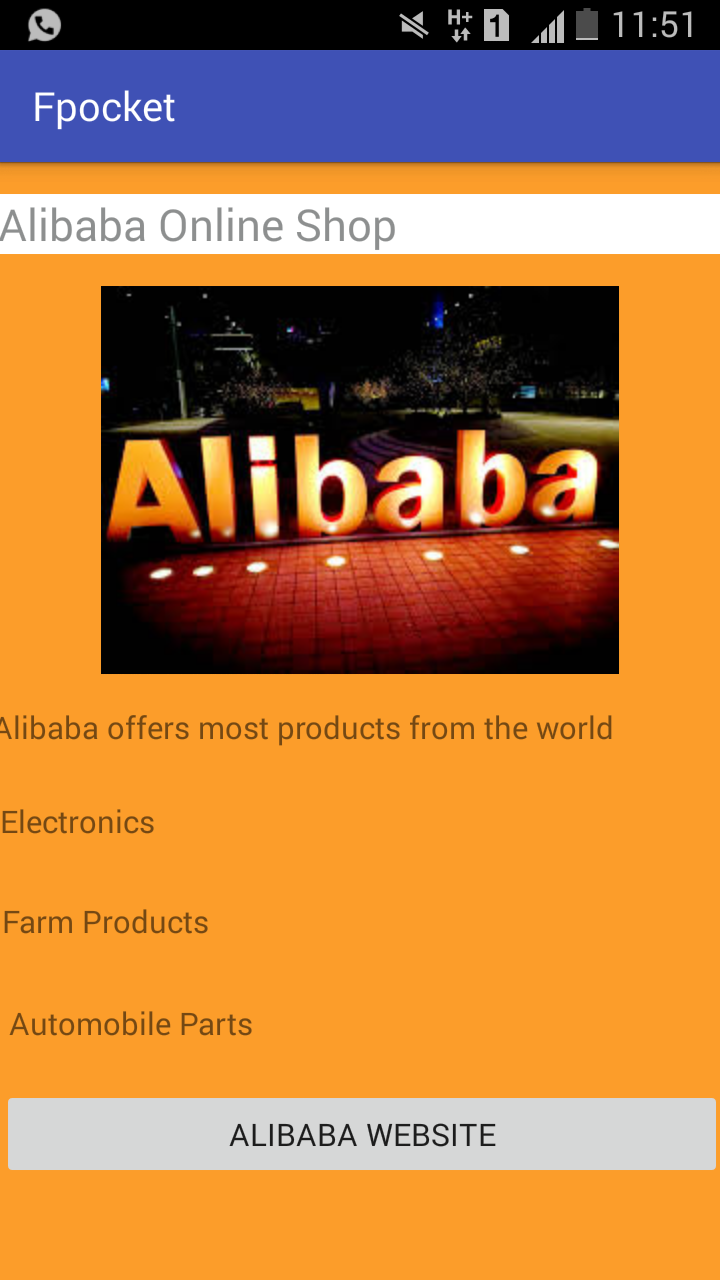 H+ 1 11:51
Fpocket
Alibaba Online Shop
Alibaba
Alibaba offers most products from the world
Electronics
Farm Products
Automobile Parts
ALIBABA WEBSITE